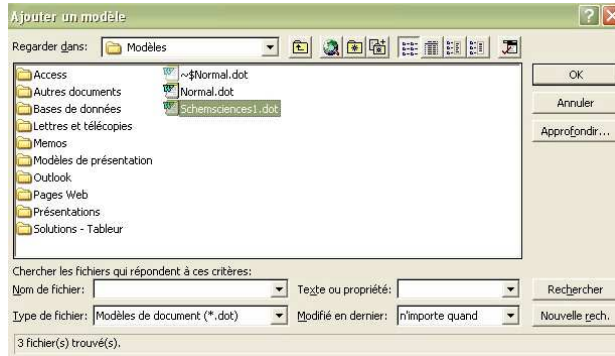 Ajouter un modèle
Regarder dans: Modèles
Access
Autres documents
Bases de données
Lettres et télécopies
Memos
Modèles de présentation
Outlook
Pages Web
Présentations
Solutions - Tableur
~$Normal.dot
Normal.dot
Schemsciences1.dot
OK
Annuler
Approfondir...
Chercher les fichiers qui répondent à ces critères:
Nom de fichier: Texte ou propriété: Rechercher
Type de fichier: Modèles de document (*.dot) Modifié en dernier: n'importe quand Nouvelle rech.
3 fichier(s) trouvé(s).